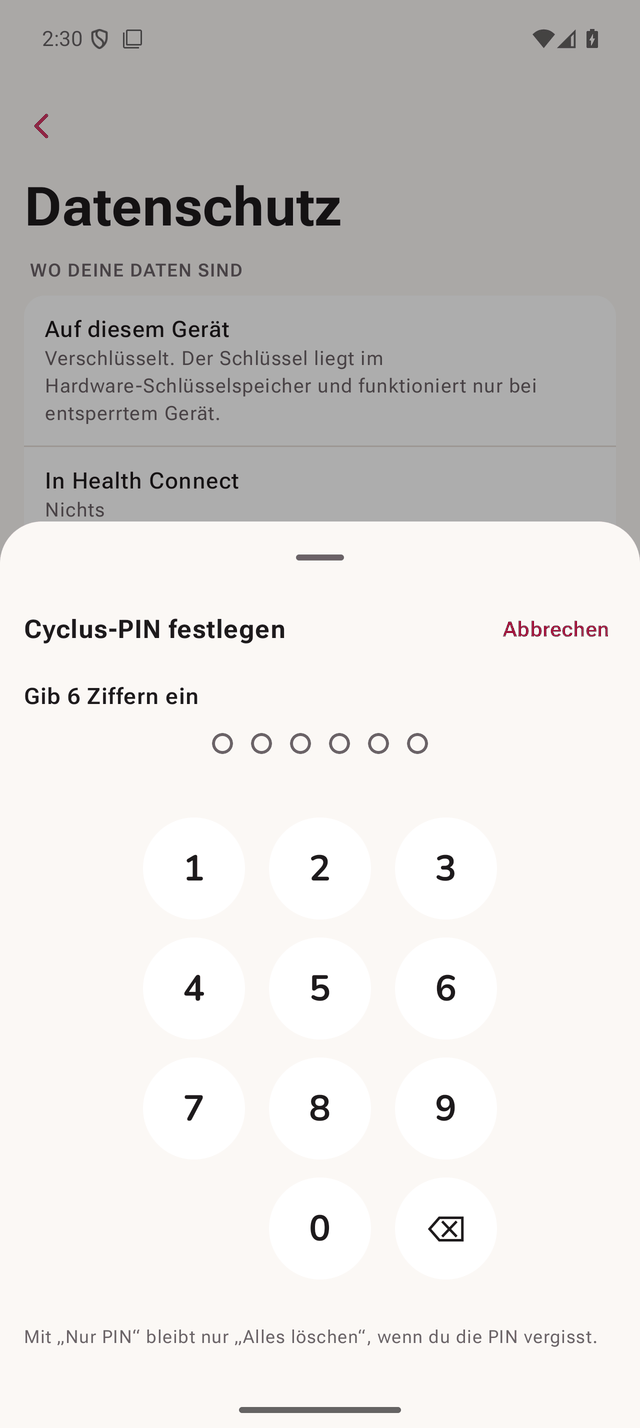 2:30
Datenschutz
WO DEINE DATEN SIND
Auf diesem Gerät
Verschlüsselt. Der Schlüssel liegt im
Hardware-Schlüsselspeicher und funktioniert nur bei
entsperrtem Gerät.
In Health Connect
Nichts
Cyclus-PIN festlegen
Abbrechen
Gib 6 Ziffern ein
1 2 3
4 5 6
7 8 9
0
Mit „Nur PIN“ bleibt nur „Alles löschen“, wenn du die PIN vergisst.